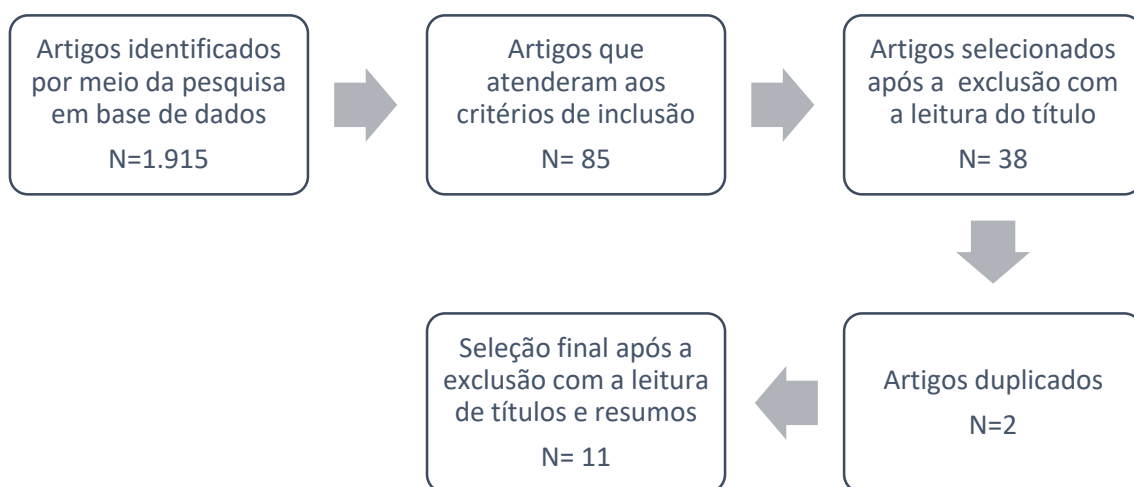 Artigos identificados
por meio da pesquisa
em base de dados
N=1.915
Artigos que
atenderam aos
critérios de inclusão
N= 85
Artigos selecionados
após a exclusão com
a leitura do título
N= 38
Artigos duplicados
N=2
Seleção final após a
exclusão com a leitura
de títulos e resumos
N= 11